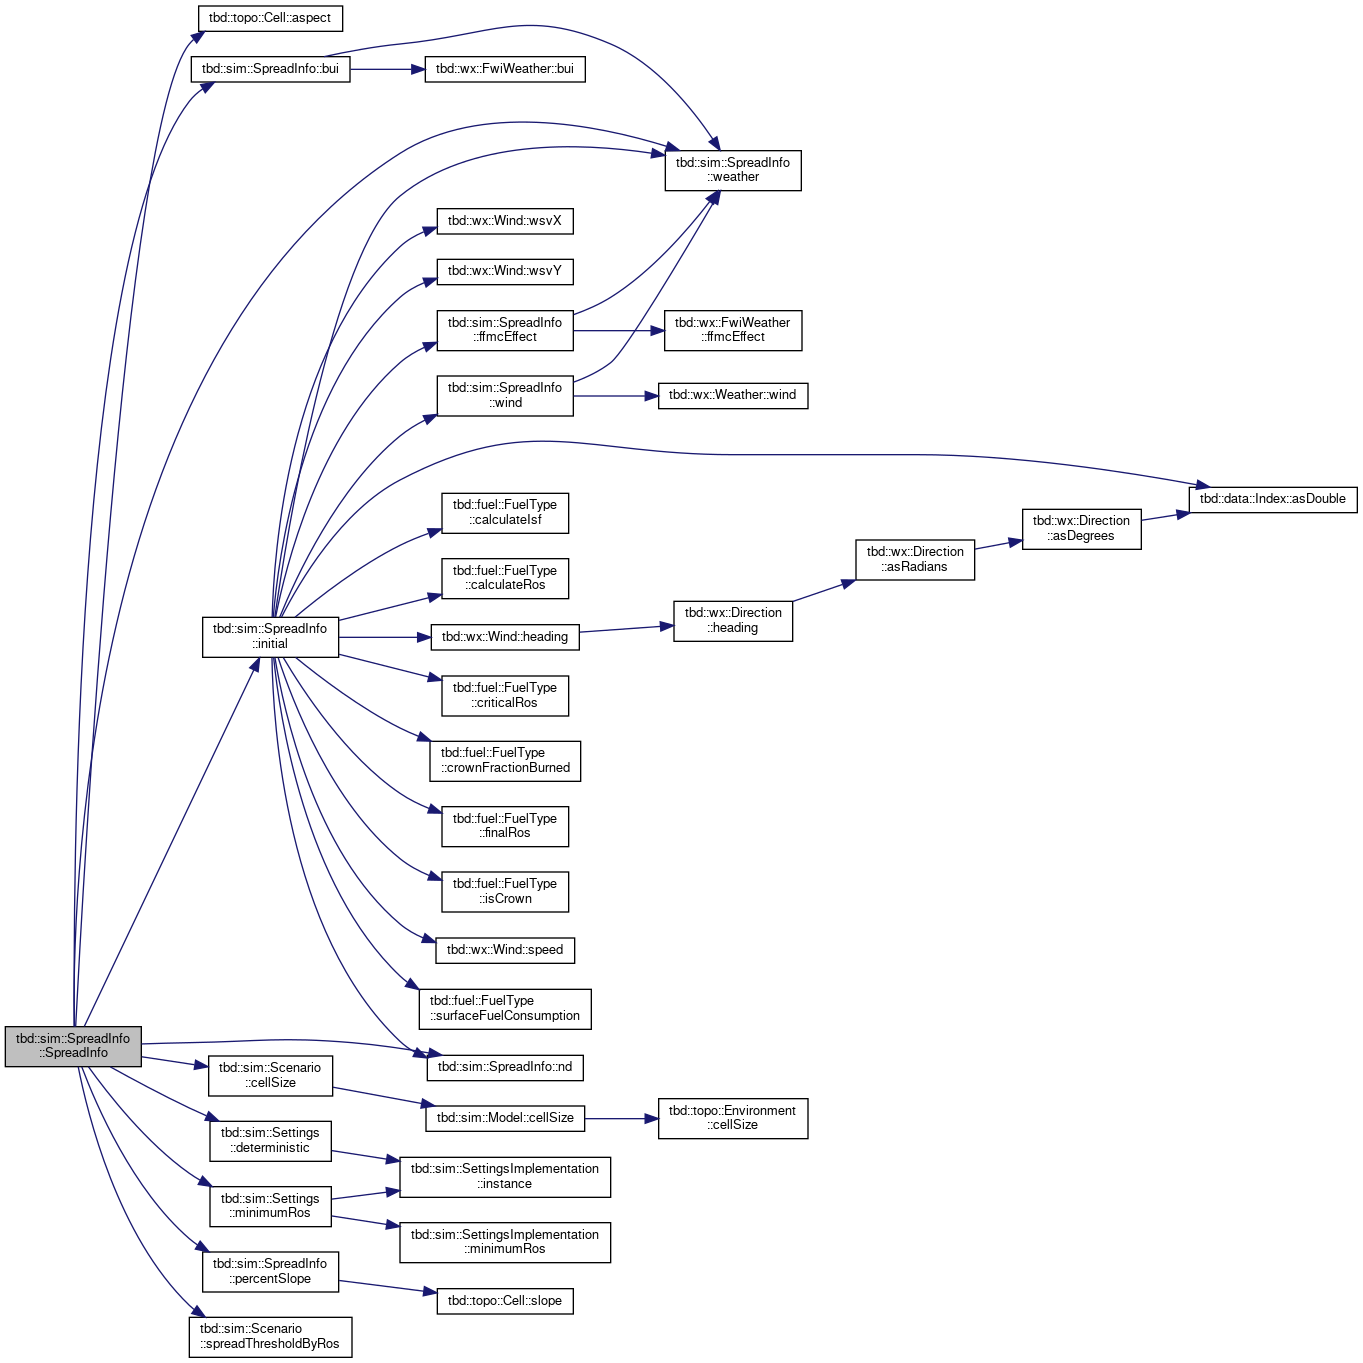 tbd::topo::Cell::aspect
tbd::sim::SpreadInfo::bui
tbd::wx::FwiWeather::bui
tbd::sim::SpreadInfo
::weather
tbd::wx::Wind::wsvX
tbd::wx::Wind::wsvY
tbd::sim::SpreadInfo
::ffmcEffect
tbd::wx::FwiWeather
::ffmcEffect
tbd::sim::SpreadInfo
::wind
tbd::wx::Weather::wind
tbd::data::Index::asDouble
tbd::fuel::FuelType
::calculateIsf
tbd::wx::Direction
::asDegrees
tbd::wx::Direction
::asRadians
tbd::fuel::FuelType
::calculateRos
tbd::wx::Direction
::heading
tbd::sim::SpreadInfo
::initial
tbd::wx::Wind::heading
tbd::fuel::FuelType
::criticalRos
tbd::fuel::FuelType
::crownFractionBurned
tbd::fuel::FuelType
::finalRos
tbd::fuel::FuelType
::isCrown
tbd::wx::Wind::speed
tbd::fuel::FuelType
::surfaceFuelConsumption
tbd::sim::SpreadInfo
::SpreadInfo
tbd::sim::SpreadInfo::nd
tbd::sim::Scenario
::cellSize
tbd::sim::Model::cellSize
tbd::topo::Environment
::cellSize
tbd::sim::Settings
::deterministic
tbd::sim::SettingsImplementation
::instance
tbd::sim::Settings
::minimumRos
tbd::sim::SettingsImplementation
::minimumRos
tbd::sim::SpreadInfo
::percentSlope
tbd::topo::Cell::slope
tbd::sim::Scenario
::spreadThresholdByRos